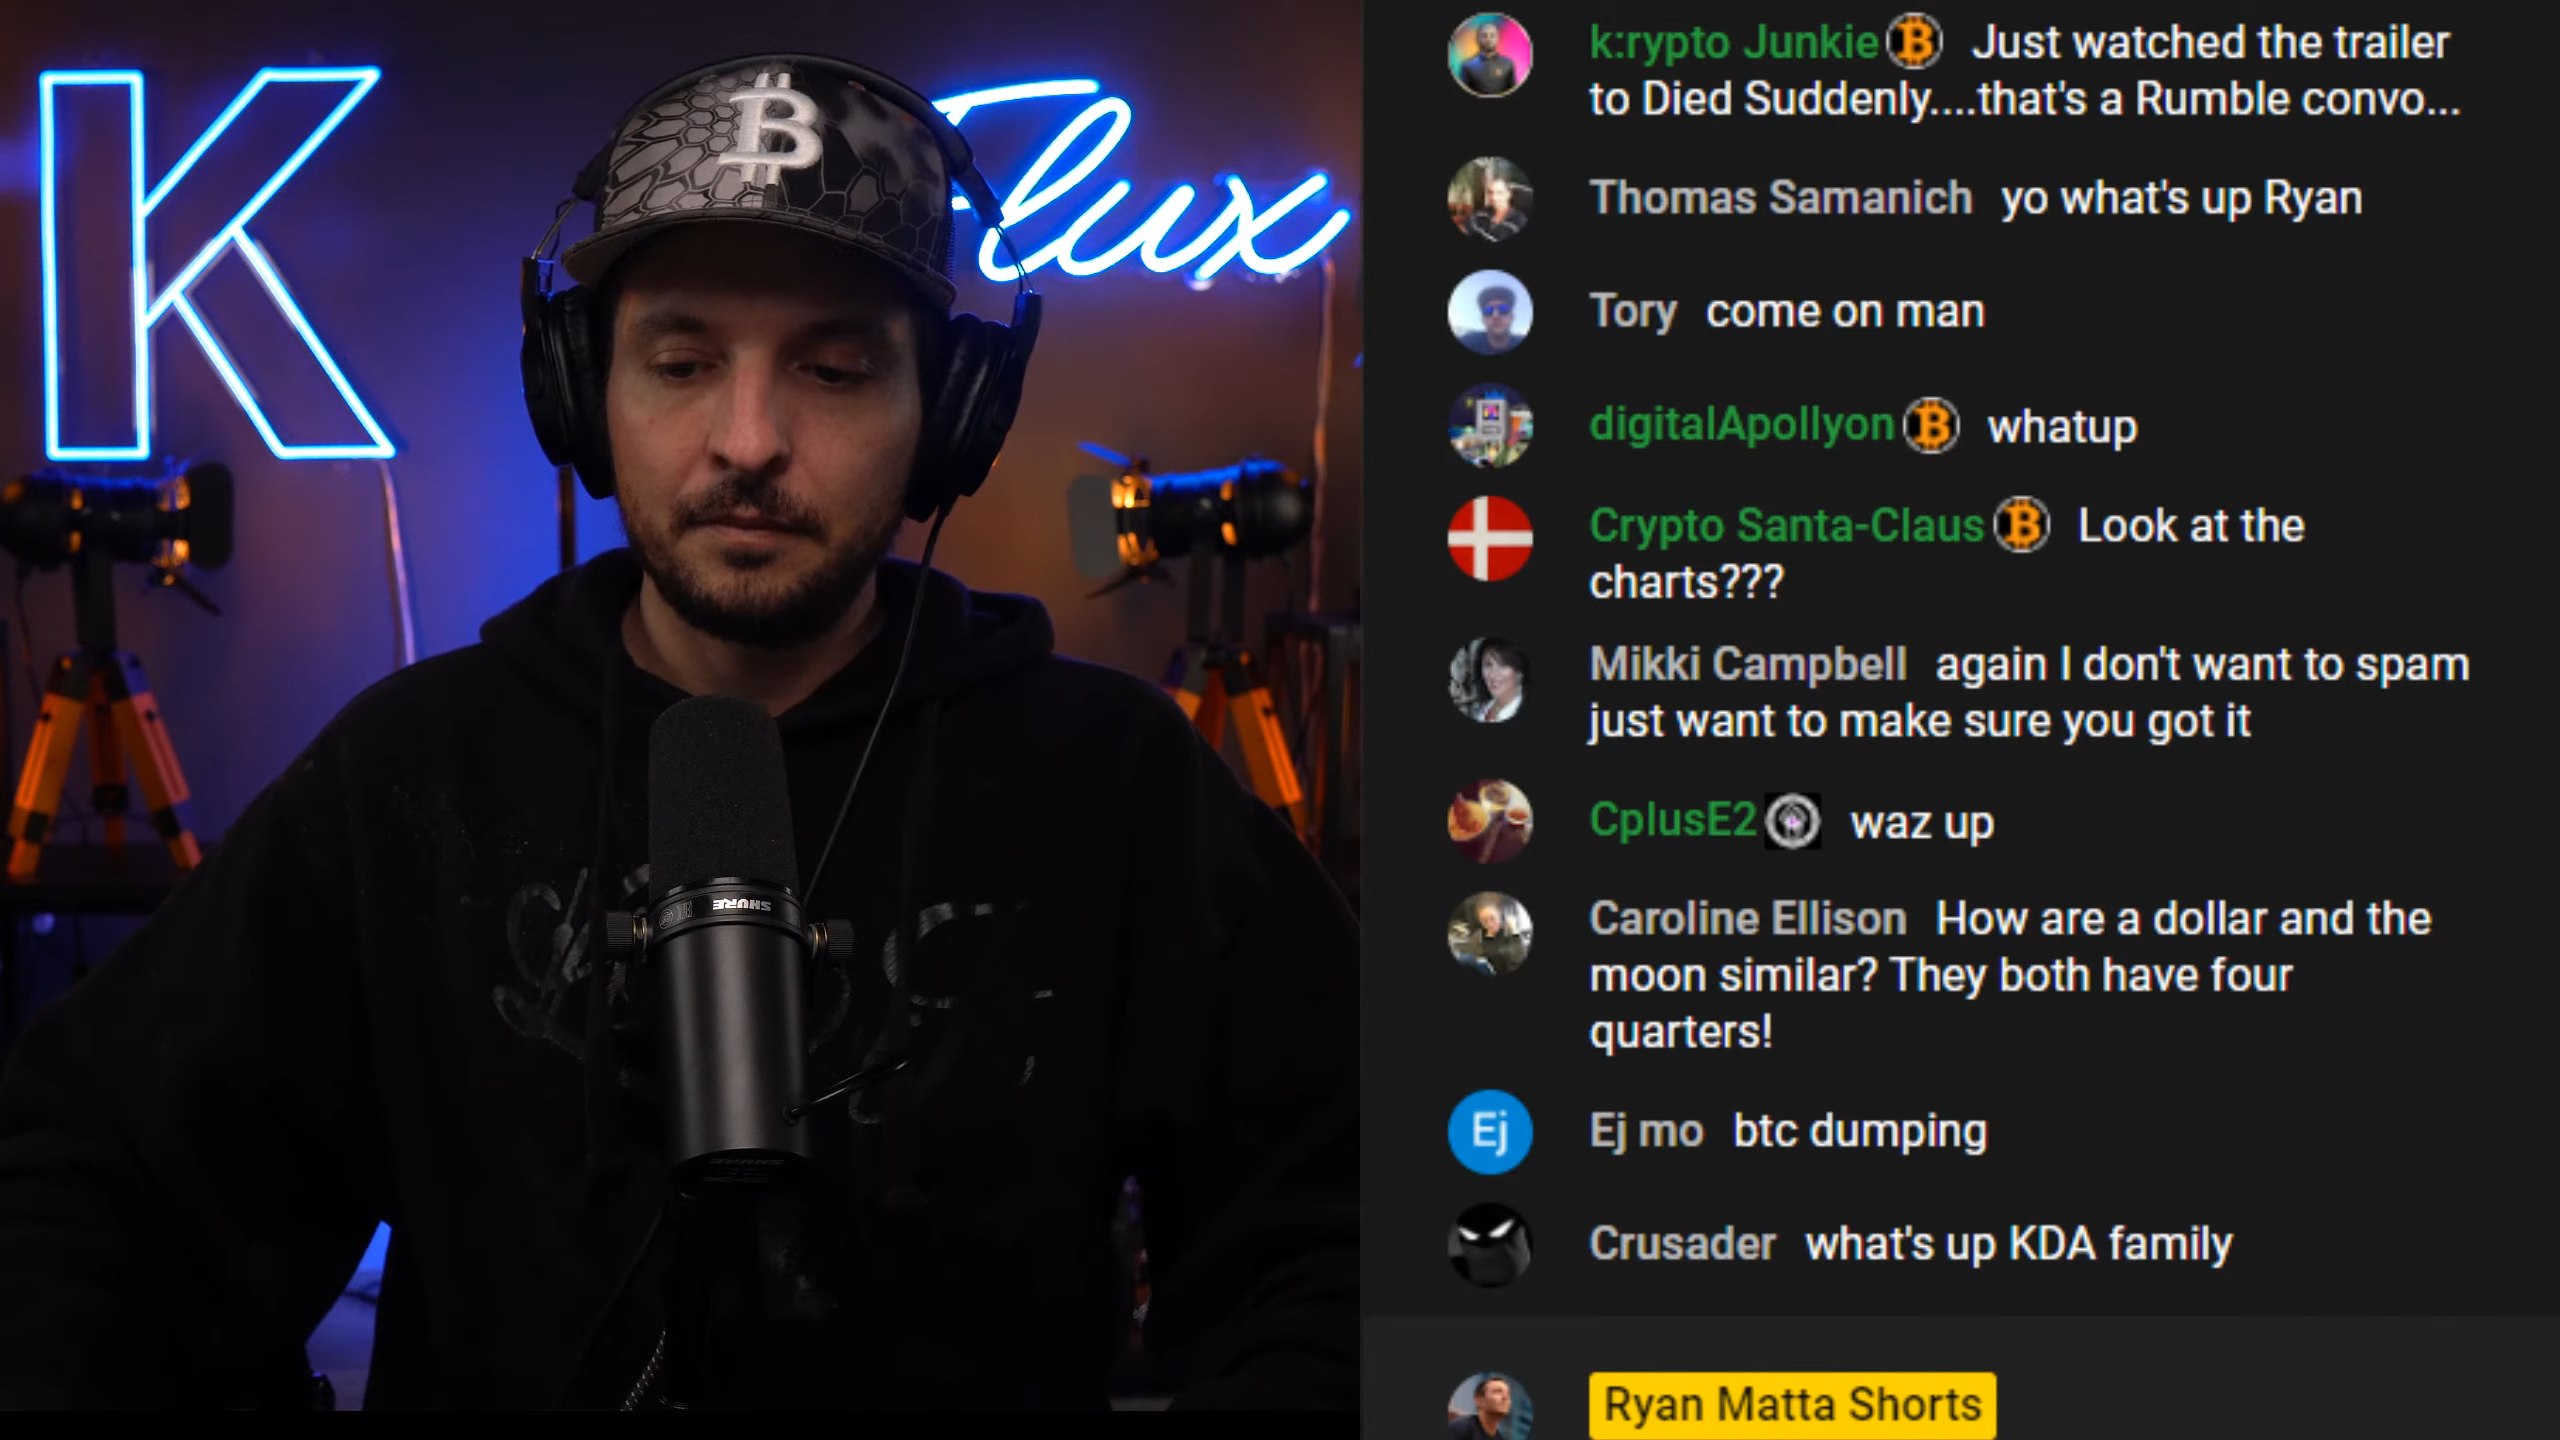 K
Flux
SHURE
k:rypto Junkie Just watched the trailer
to Died Suddenly....that's a Rumble convo...
Thomas Samanich yo what's up Ryan
Tory come on man
digitalApollyon whatup
Crypto Santa-Claus Look at the
charts???
Mikki Campbell again I don't want to spam
just want to make sure you got it
CplusE2 waz up
Caroline Ellison How are a dollar and the
moon similar? They both have four
quarters!
Ej Ej mo btc dumping
Crusader what's up KDA family
Ryan Matta Shorts